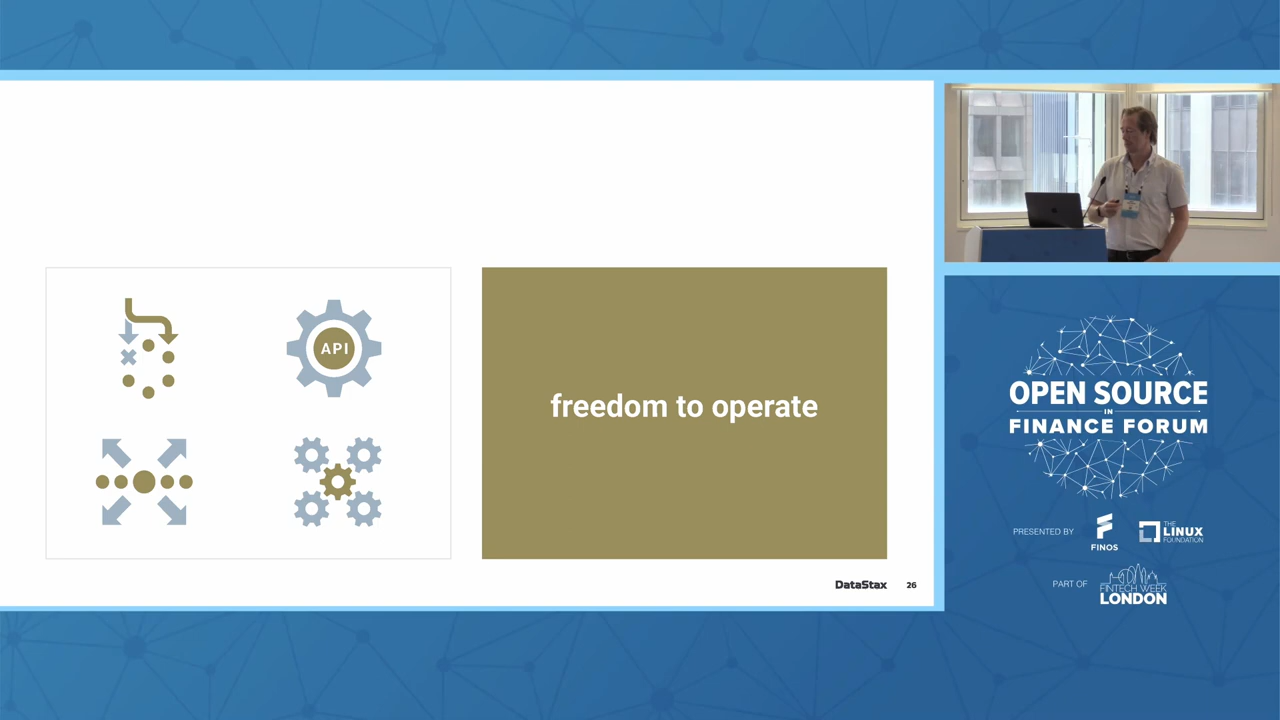 API
freedom to operate
DataStax
26
OPEN SOURCE
IN
FINANCE FORUM
PRESENTED BY
FINOS
THE
LINUX
FOUNDATION
PART OF
FINTECH WEEK
LONDON